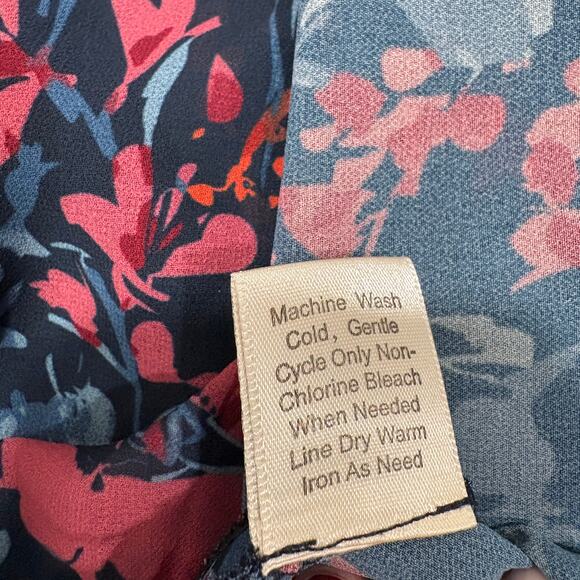 Machine Wash
Cold, Gentle
Cycle Only Non-
Chlorine Bleach
When Needed
Line Dry Warm
Iron As Need